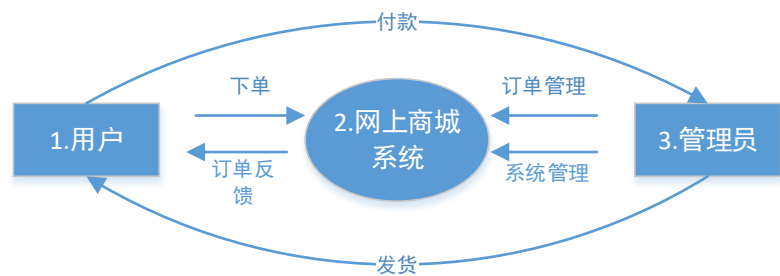 付款
下单
订单管理
1.用户
2.网上商城
系统
3.管理员
订单反
馈
系统管理
发货